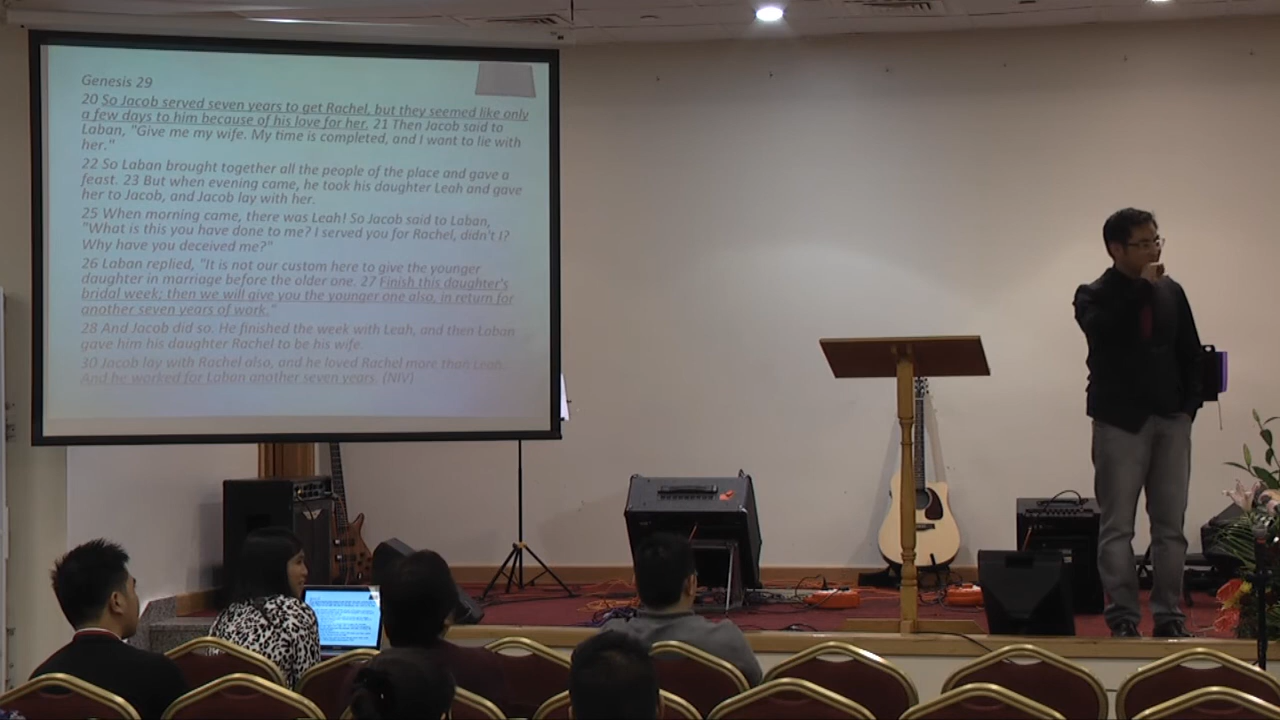 Genesis 29
20 So Jacob served seven years to get Rachel, but they seemed like only
a few days to him because of his love for her. 21 Then Jacob said to
Laban, "Give me my wife. My time is completed, and I want to lie with
her."
22 So Laban brought together all the people of the place and gave a
feast. 23 But when evening came, he took his daughter Leah and gave
her to Jacob, and Jacob lay with her.
25 When morning came, there was Leah! So Jacob said to Laban,
"What is this you have done to me? I served you for Rachel, didn't I?
Why have you deceived me?"
26 Laban replied, "It is not our custom here to give the younger
daughter in marriage before the older one. 27 Finish this daughter's
bridal week; then we will give you the younger one also, in return for
another seven years of work."
28 And Jacob did so. He finished the week with Leah, and then Laban
gave him his daughter Rachel to be his wife.
30 Jacob lay with Rachel also, and he loved Rachel more than Leah.
And he worked for Laban another seven years. (NIV)